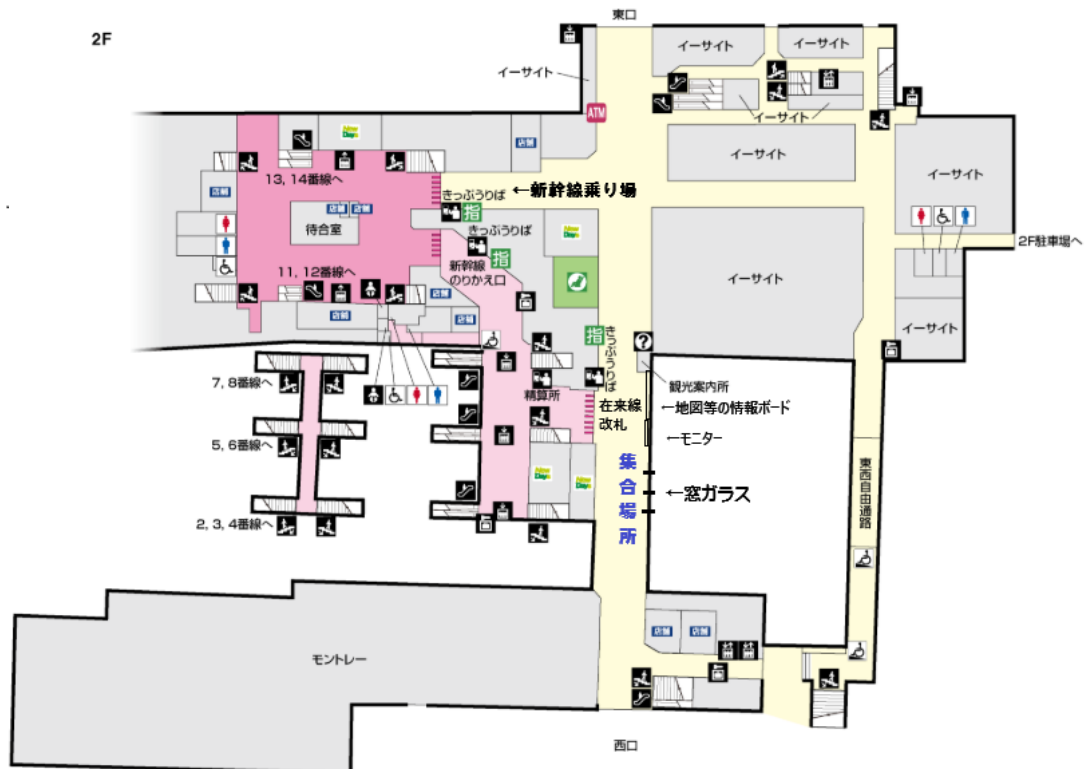 2F
東口
イーサイト
イーサイト
イーサイト
イーサイト
ATM
NewDays
店舗
イーサイト
イーサイト
13, 14番線へ
店舗
きっぷうりば
←新幹線乗り場
指
店舗
店舗
待合室
きっぷうりば
指
NewDays
2F駐車場へ
新幹線
のりかえ口
11, 12番線へ
イーサイト
店舗
店舗
店舗
指
きっぷうりば
?
イーサイト
7, 8番線へ
観光案内所
精算所
在来線
改札
←地図等の情報ボード
←モニター
5, 6番線へ
NewDays
NewDays
集合場所
←窓ガラス
東西自由通路
2, 3, 4番線へ
店舗
店舗
モントレー
西口